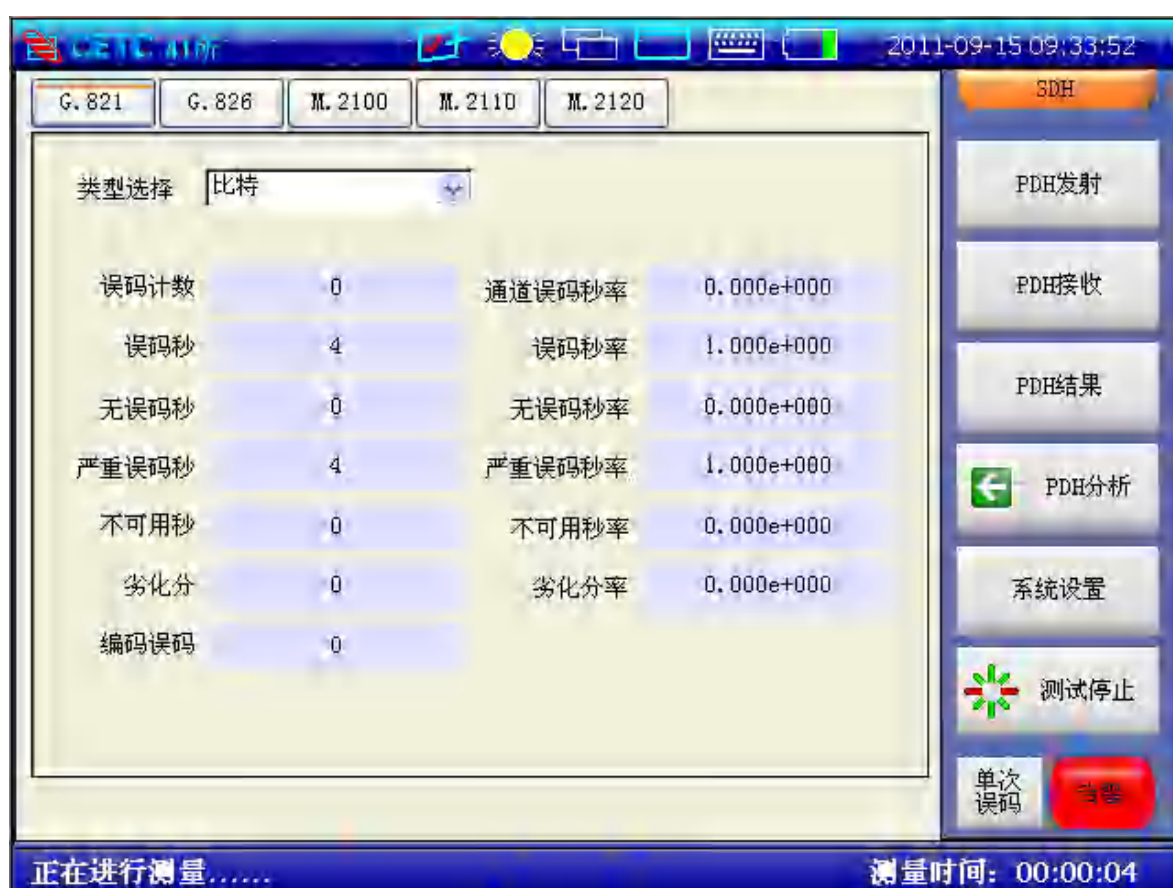 CETC 41所
2011-09-15 09:33:52
G.821 G.826 M.2100 M.2110 M.2120
类型选择 比特
误码计数 0 通道误码秒率 0.000e+000
误码秒 4 误码秒率 1.000e+000
无误码秒 0 无误码秒率 0.000e+000
严重误码秒 4 严重误码秒率 1.000e+000
不可用秒 0 不可用秒率 0.000e+000
劣化分 0 劣化分率 0.000e+000
编码误码 0
SDH
PDH发射
PDH接收
PDH结果
PDH分析
系统设置
测试停止
单次
误码
正在进行测量......
测量时间: 00:00:04